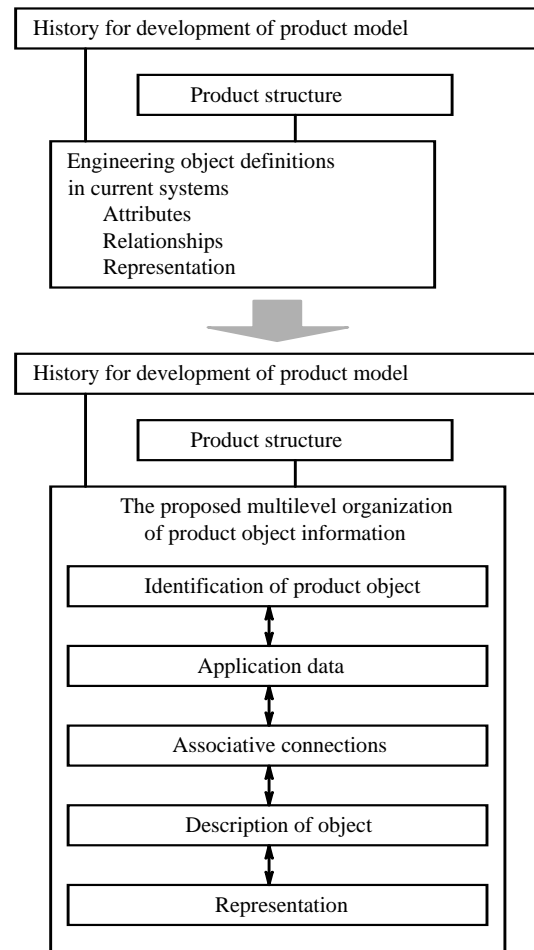 History for development of product model
Product structure
Engineering object definitions
in current systems
Attributes
Relationships
Representation
History for development of product model
Product structure
The proposed multilevel organization
of product object information
Identification of product object
Application data
Associative connections
Description of object
Representation